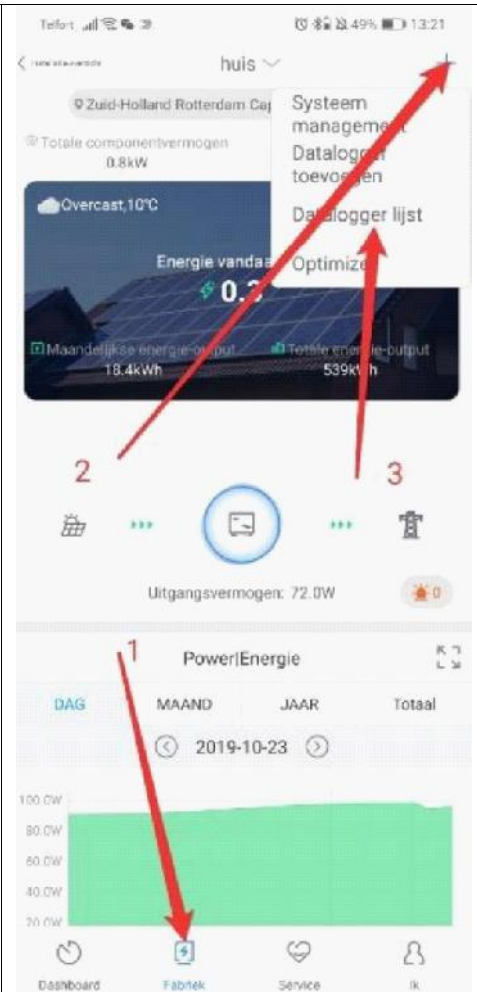 Telfort
49%
13:21
huis
Zuid-Holland Rotterdam Cap
Totale componentvermogen
0.8kW
Systeem
management
Datalogger
toevoegen
Datalogger lijst
Optimize
Overcast,10°C
Energie vandaa
0.3
Maandelijkse energie-output
18.4kWh
Totale energie-output
539kWh
2
3
Uitgangsvermogen: 72.0W
0
1
Power|Energie
DAG
MAAND
JAAR
Totaal
2019-10-23
100.0W
80.0W
60.0W
40.0W
20.0W
Dashboard
Fabriek
Service
Ik